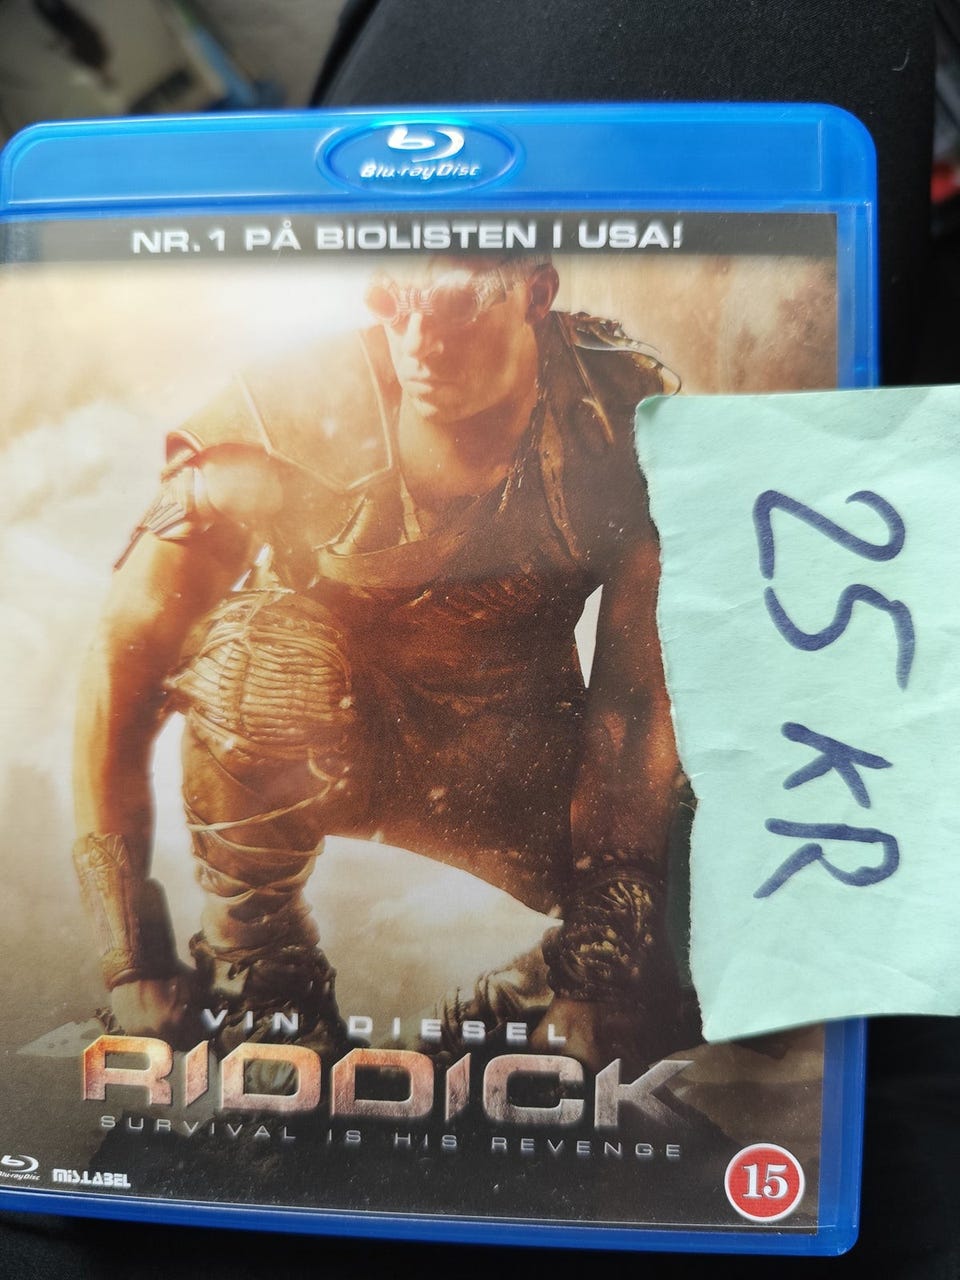 Blu-ray Disc
NR. 1 PÅ BIOLISTEN I USA!
25 KR
VIN DIESEL
RIDDICK
SURVIVAL IS HIS REVENGE
Blu-ray Disc
MIS.LABEL
15